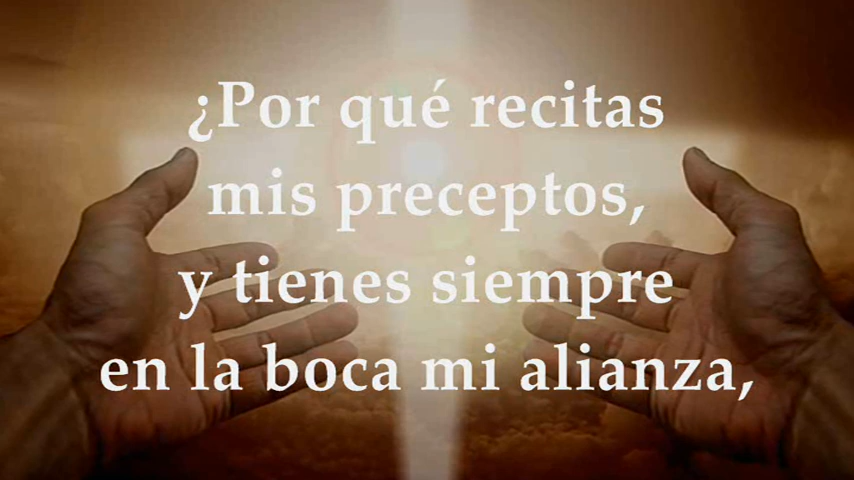 ¿Por qué recitas
mis preceptos,
y tienes siempre
en la boca mi alianza,